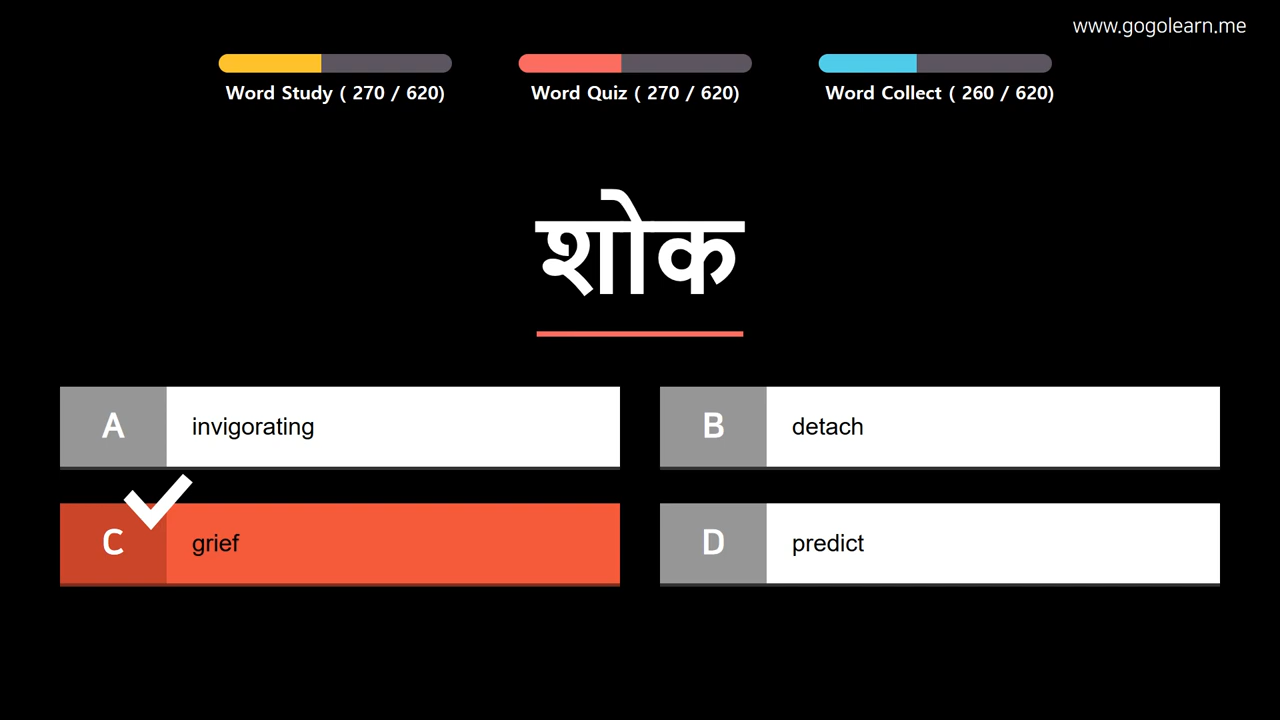 www.gogolearn.me
Word Study ( 270 / 620)
Word Quiz ( 270 / 620)
Word Collect ( 260 / 620)
शोक
A invigorating
B detach
C grief
D predict